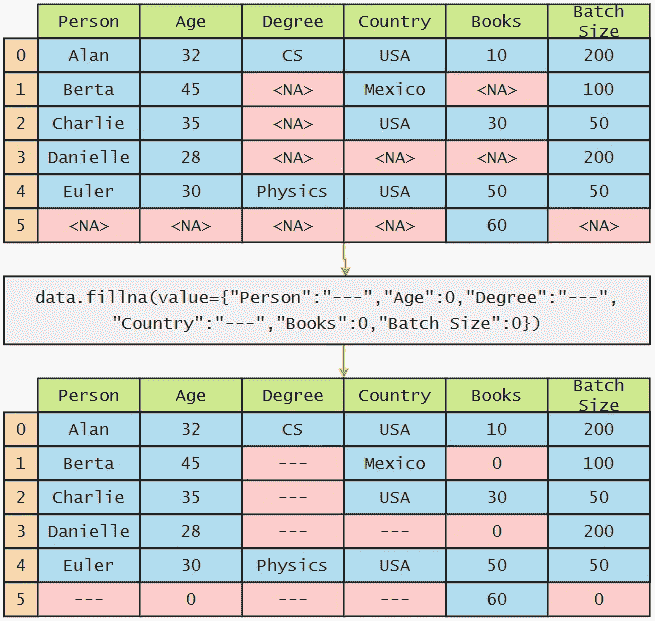 Person Age Degree Country Books Batch Size
0 Alan 32 CS USA 10 200
1 Berta 45 <NA> Mexico <NA> 100
2 Charlie 35 <NA> USA 30 50
3 Danielle 28 <NA> <NA> <NA> 200
4 Euler 30 Physics USA 50 50
5 <NA> <NA> <NA> <NA> 60 <NA>
data.fillna(value={"Person":"---","Age":0,"Degree":"---",
"Country":"---","Books":0,"Batch Size":0})
Person Age Degree Country Books Batch Size
0 Alan 32 CS USA 10 200
1 Berta 45 --- Mexico 0 100
2 Charlie 35 --- USA 30 50
3 Danielle 28 --- --- 0 200
4 Euler 30 Physics USA 50 50
5 --- 0 --- --- 60 0